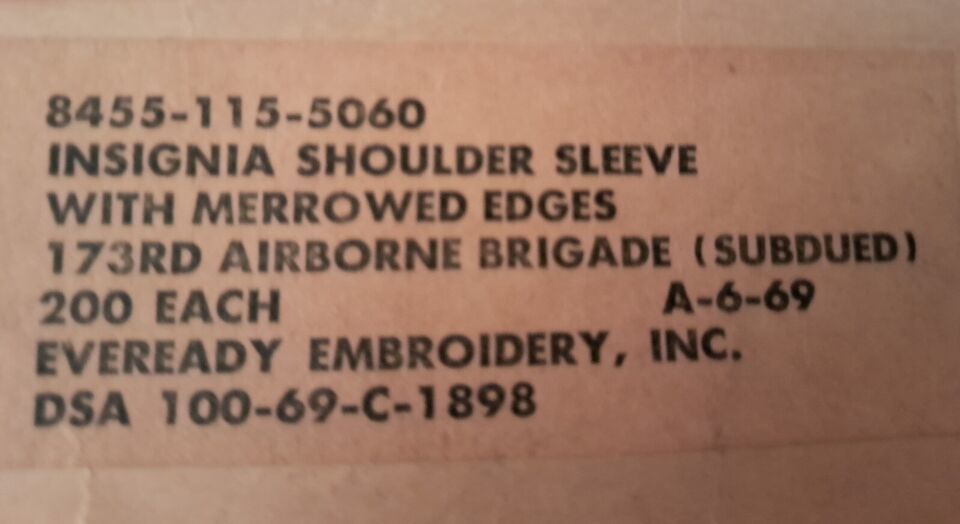 8455-115-5060
INSIGNIA SHOULDER SLEEVE
WITH MERROWED EDGES
173RD AIRBORNE BRIGADE (SUBDUED)
200 EACH A-6-69
EVEREADY EMBROIDERY, INC.
DSA 100-69-C-1898